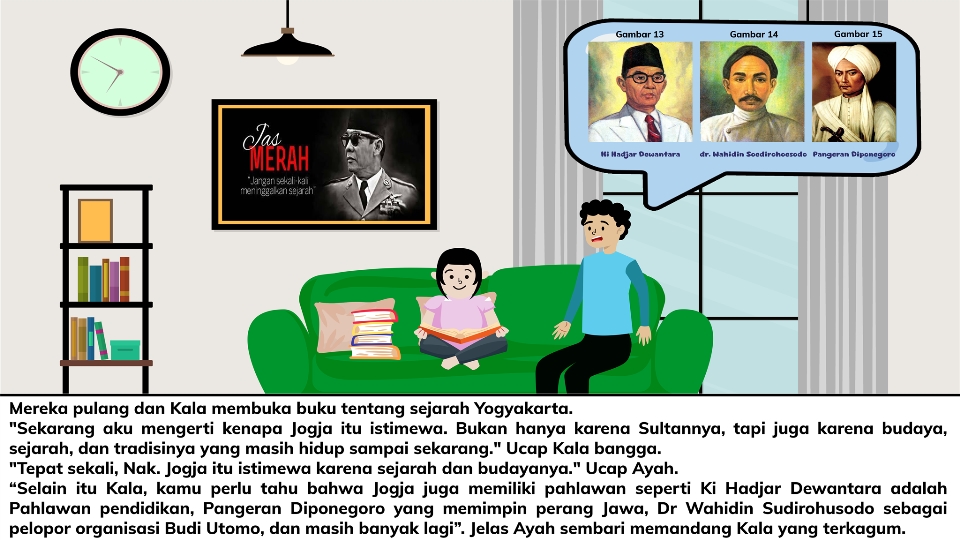 Gambar 13 Gambar 14 Gambar 15
Ki Hadjar Dewantara dr. Wahidin Soedirohoesodo Pangeran Diponegoro
Jas
MERAH
"Jangan sekali-kali
meninggalkan sejarah"
Mereka pulang dan Kala membuka buku tentang sejarah Yogyakarta.
"Sekarang aku mengerti kenapa Jogja itu istimewa. Bukan hanya karena Sultannya, tapi juga karena budaya,
sejarah, dan tradisinya yang masih hidup sampai sekarang." Ucap Kala bangga.
"Tepat sekali, Nak. Jogja itu istimewa karena sejarah dan budayanya." Ucap Ayah.
“Selain itu Kala, kamu perlu tahu bahwa Jogja juga memiliki pahlawan seperti Ki Hadjar Dewantara adalah
Pahlawan pendidikan, Pangeran Diponegoro yang memimpin perang Jawa, Dr Wahidin Sudirohusodo sebagai
pelopor organisasi Budi Utomo, dan masih banyak lagi”. Jelas Ayah sembari memandang Kala yang terkagum.